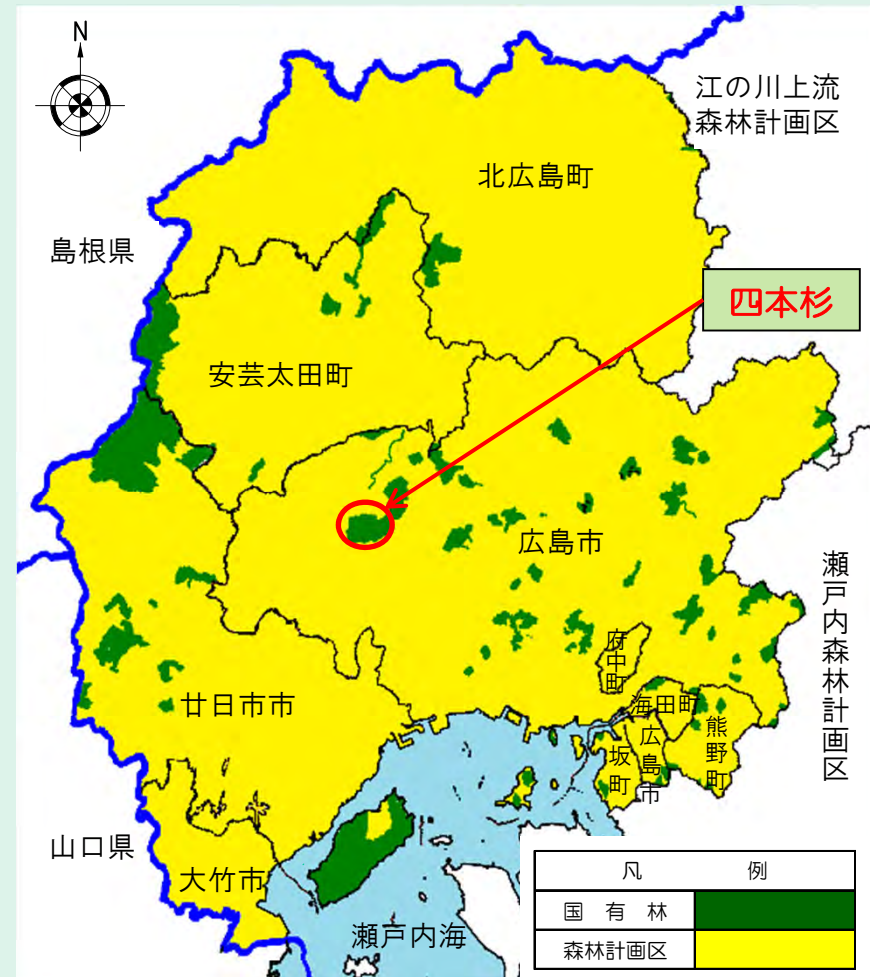 N
江の川上流
森林計画区
北広島町
島根県
四本杉
安芸太田町
広島市
瀬戸内森林計画区
府中町
海田町
廿日市市
熊野町
坂町
広島市
山口県
大竹市
瀬戸内海
凡 例
国 有 林
森林計画区